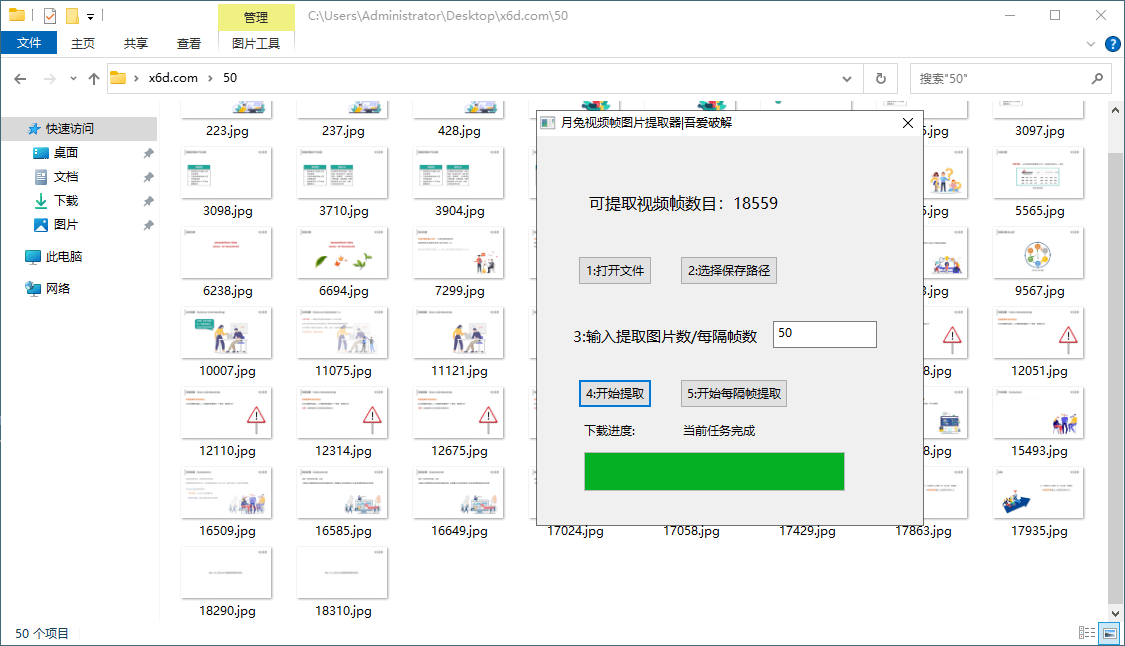 管理
C:\Users\Administrator\Desktop\x6d.com\50
文件 主页 共享 查看 图片工具
x6d.com 50
搜索"50"
快速访问
桌面
文档
下载
图片
此电脑
网络
223.jpg 237.jpg 428.jpg 3097.jpg
3098.jpg 3710.jpg 3904.jpg 5565.jpg
6238.jpg 6694.jpg 7299.jpg 9567.jpg
10007.jpg 11075.jpg 11121.jpg 12051.jpg
12110.jpg 12314.jpg 12675.jpg 15493.jpg
16509.jpg 16585.jpg 16649.jpg 17024.jpg 17058.jpg 17429.jpg 17863.jpg 17935.jpg
18290.jpg 18310.jpg
月兔视频帧图片提取器|吾爱破解
可提取视频帧数目：18559
1:打开文件 2:选择保存路径
3:输入提取图片数/每隔帧数 50
4:开始提取 5:开始每隔帧提取
下载进度: 当前任务完成
50 个项目